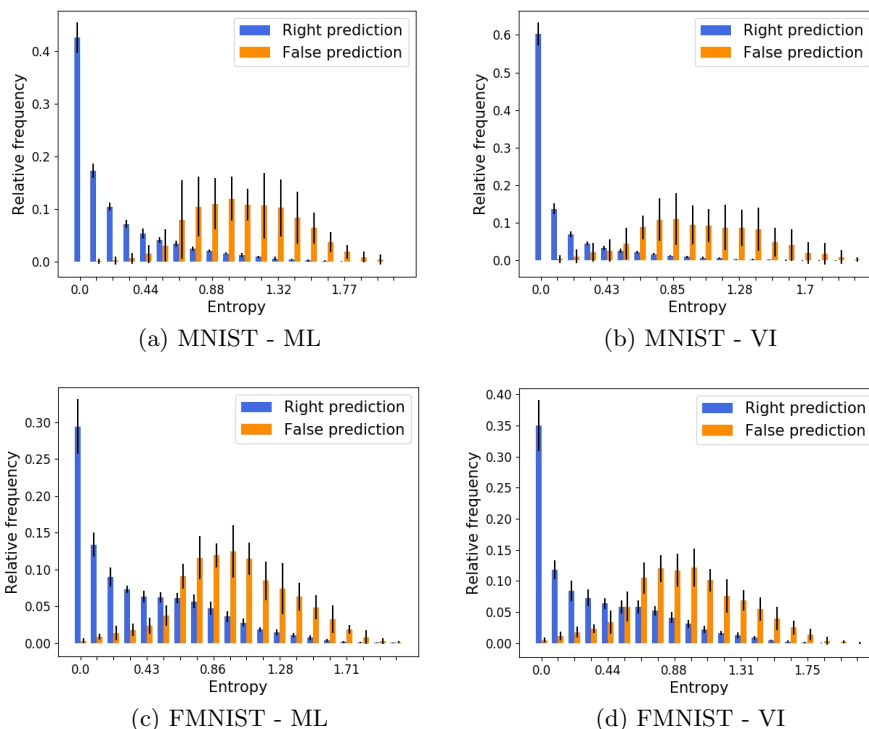 Right prediction
False prediction
Relative frequency
0.4
0.3
0.2
0.1
0.0
0.0 0.44 0.88 1.32 1.77
Entropy
(a) MNIST - ML
Right prediction
False prediction
Relative frequency
0.6
0.5
0.4
0.3
0.2
0.1
0.0
0.0 0.43 0.85 1.28 1.7
Entropy
(b) MNIST - VI
Right prediction
False prediction
Relative frequency
0.30
0.25
0.20
0.15
0.10
0.05
0.00
0.0 0.43 0.86 1.28 1.71
Entropy
(c) FMNIST - ML
Right prediction
False prediction
Relative frequency
0.40
0.35
0.30
0.25
0.20
0.15
0.10
0.05
0.00
0.0 0.44 0.88 1.31 1.75
Entropy
(d) FMNIST - VI